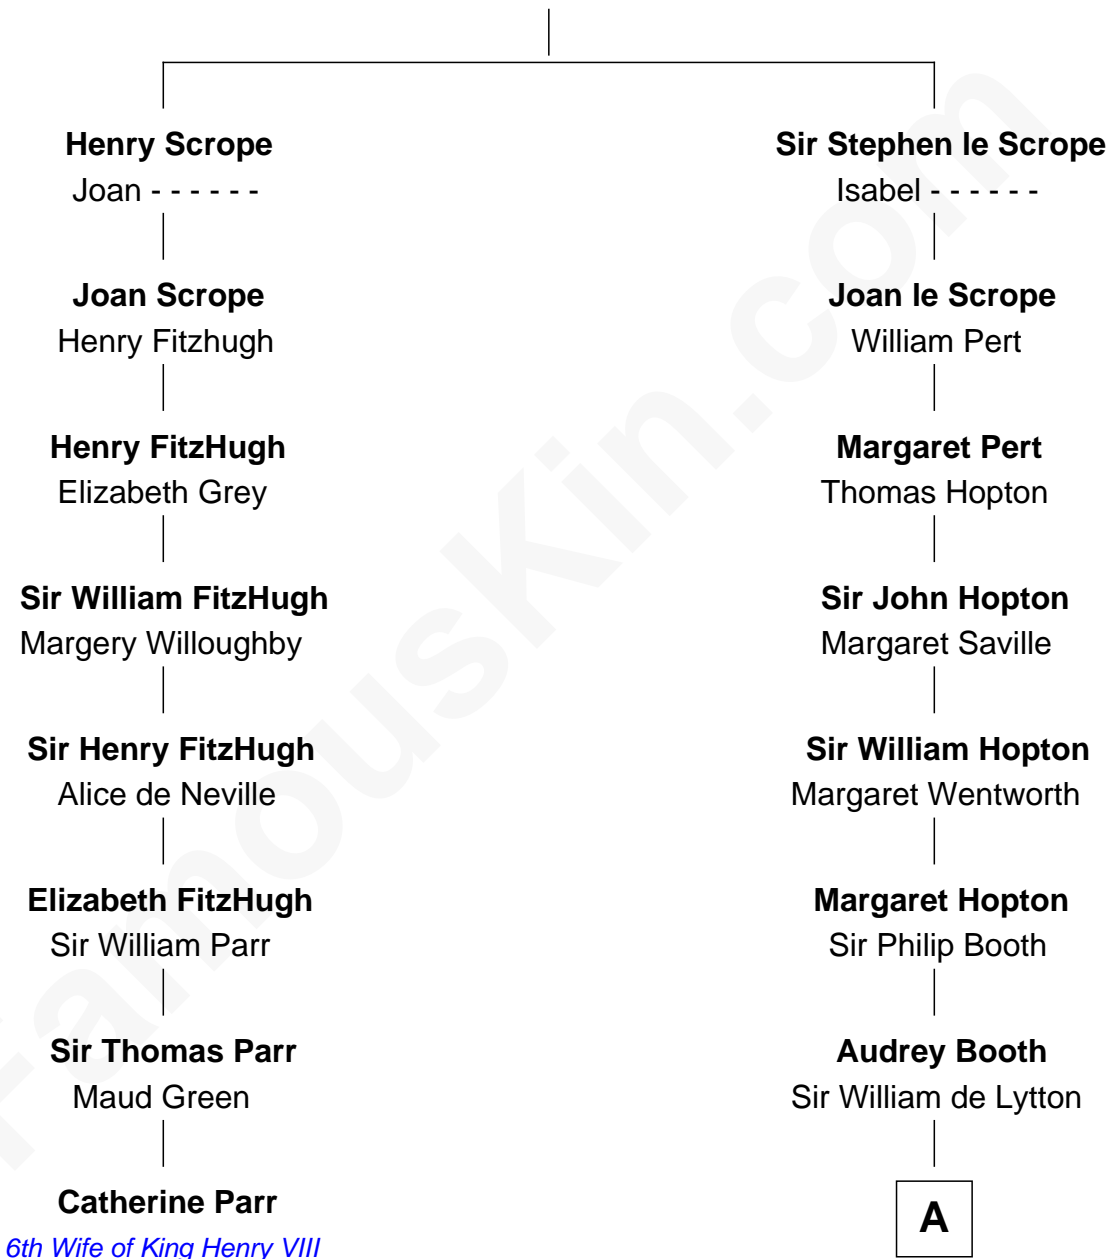 Henry Scrope
Joan - - - - - -
Joan Scrope
Henry Fitzhugh
Henry FitzHugh
Elizabeth Grey
Sir William FitzHugh
Margery Willoughby
Sir Henry FitzHugh
Alice de Neville
Elizabeth FitzHugh
Sir William Parr
Sir Thomas Parr
Maud Green
Catherine Parr
6th Wife of King Henry VIII
Sir Stephen le Scrope
Isabel - - - - - -
Joan le Scrope
William Pert
Margaret Pert
Thomas Hopton
Sir John Hopton
Margaret Saville
Sir William Hopton
Margaret Wentworth
Margaret Hopton
Sir Philip Booth
Audrey Booth
Sir William de Lytton
A
FamousKin.com